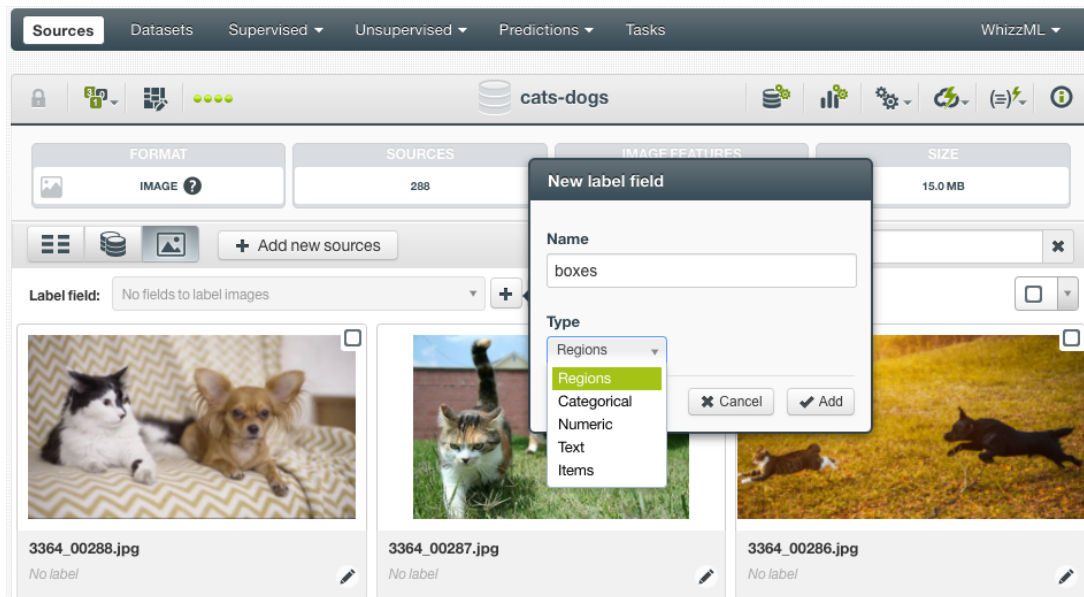 Sources Datasets Supervised Unsupervised Predictions Tasks WhizzML
cats-dogs
FORMAT SOURCES IMAGE FEATURES SIZE
IMAGE ? 288 15.0 MB
New label field
Add new sources
Name
boxes
Label field: No fields to label images
Type
Regions
Regions
Categorical
Numeric
Text
Items
Cancel Add
3364_00288.jpg 3364_00287.jpg 3364_00286.jpg
No label No label No label